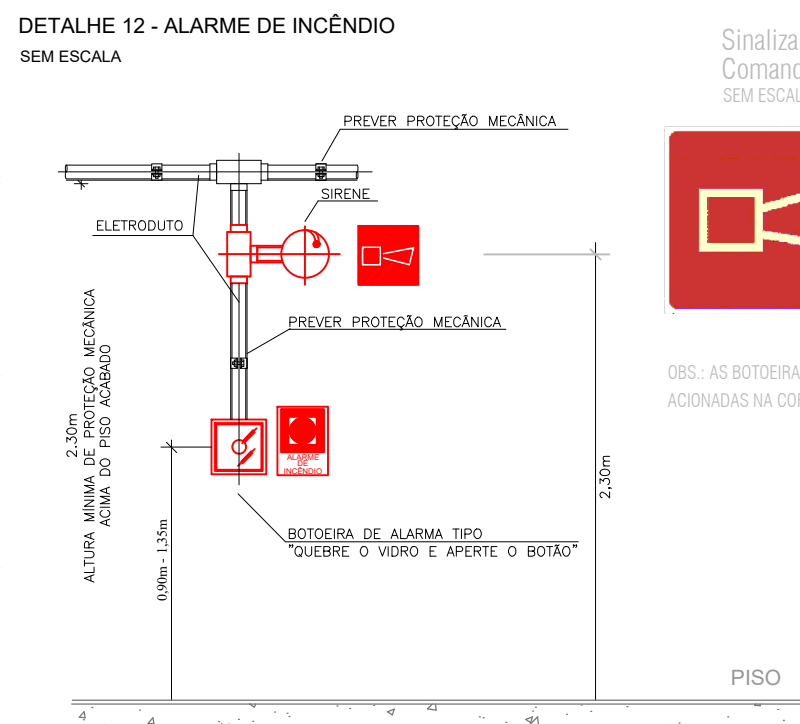 DETALHE 12 - ALARME DE INCÊNDIO
SEM ESCALA
Sinaliza
Comand
SEM ESCAL
PREVER PROTEÇÃO MECÂNICA
SIRENE
ELETRODUTO
PREVER PROTEÇÃO MECÂNICA
2.30m
ALTURA MÍNIMA DE PROTEÇÃO MECÂNICA
ACIMA DO PISO ACABADO
OBS.: AS BOTOEIRA
ACIONADAS NA COR
ALARME
DE
INCÊNDIO
2,30m
0,90m - 1,35m
BOTOEIRA DE ALARMA TIPO
"QUEBRE O VIDRO E APERTE O BOTÃO"
PISO